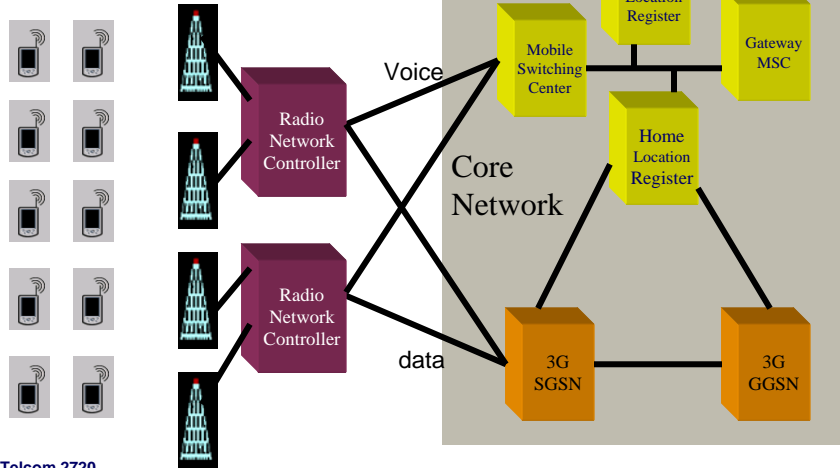 Location
Register
Gateway
MSC
Mobile
Switching
Center
Voice
Radio
Network
Controller
Home
Location
Register
Core
Network
Radio
Network
Controller
data
3G
SGSN
3G
GGSN
Telsom 2720